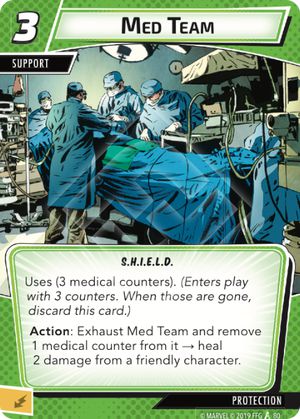 3
MED TEAM
SUPPORT
S.H.I.E.L.D.
Uses (3 medical counters). (Enters play
with 3 counters. When those are gone,
discard this card.)
Action: Exhaust Med Team and remove
1 medical counter from it → heal
2 damage from a friendly character.
PROTECTION
© MARVEL © 2019 FFG 80